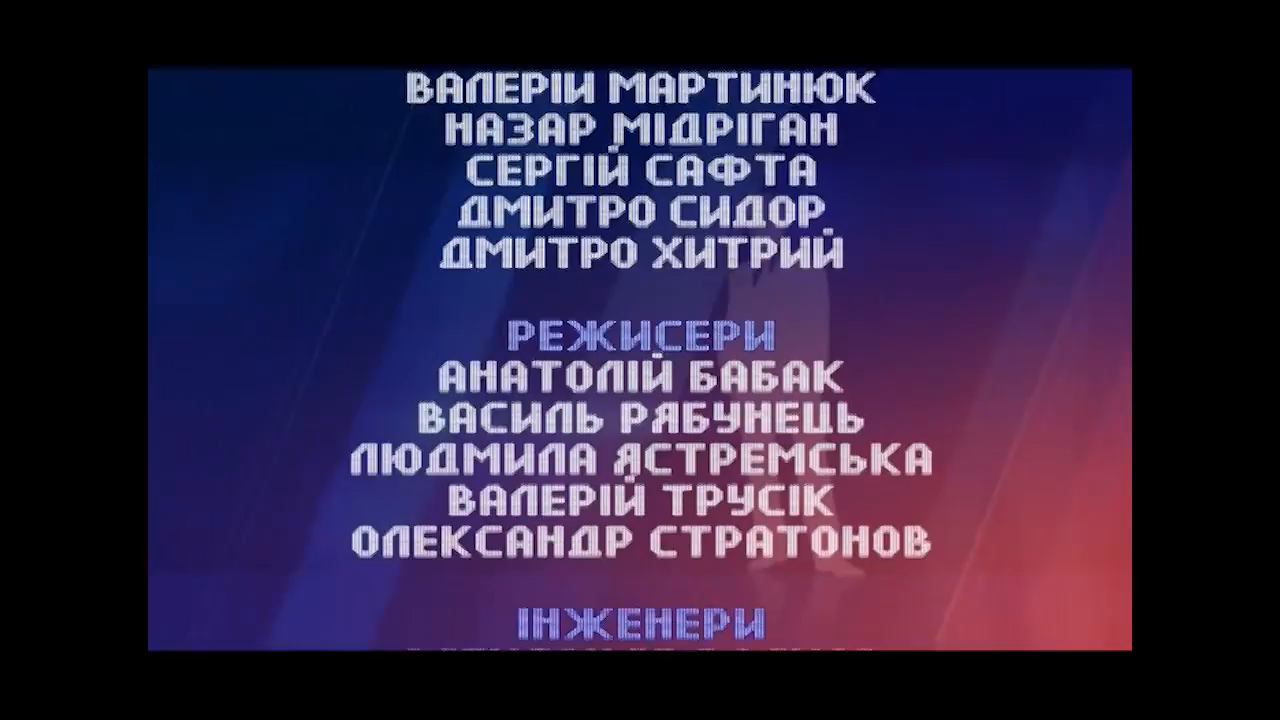 ВАЛЕРІЙ МАРТИНЮК
НАЗАР МІДРІГАН
СЕРГІЙ САФТА
ДМИТРО СИДОР
ДМИТРО ХИТРИЙ
РЕЖИСЕРИ
АНАТОЛІЙ БАБАК
ВАСИЛЬ РЯБУНЕЦЬ
ЛЮДМИЛА ЯСТРЕМСЬКА
ВАЛЕРІЙ ТРУСІК
ОЛЕКСАНДР СТРАТОНОВ
ІНЖЕНЕРИ